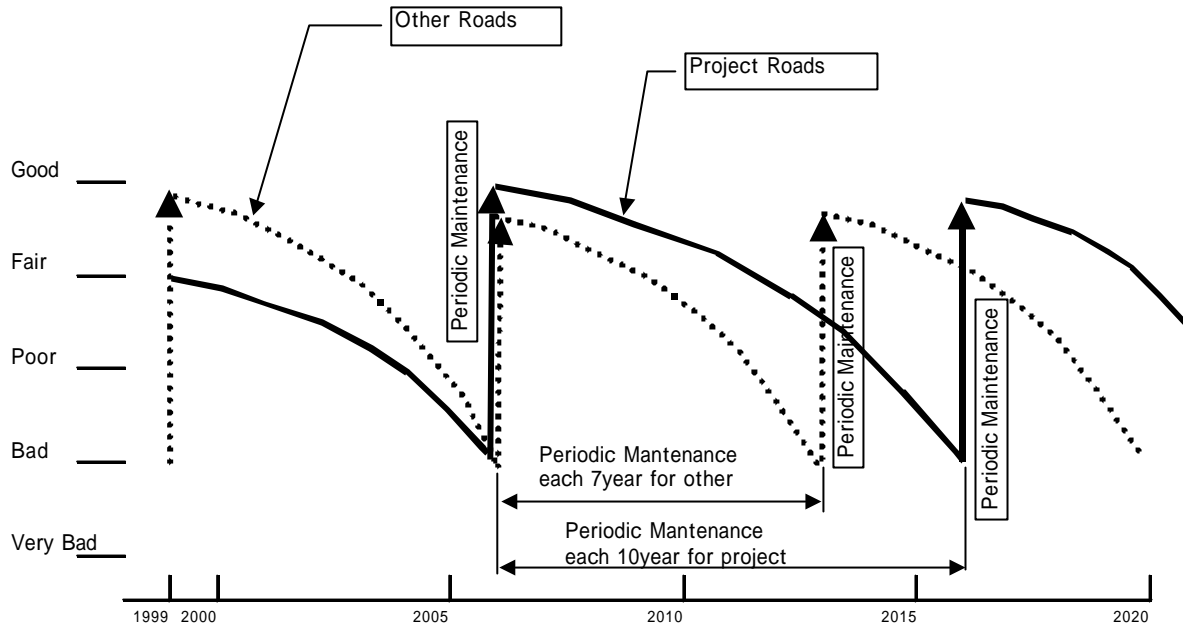 Other Roads
Project Roads
Good
Fair
Poor
Bad
Very Bad
Periodic Maintenance
Periodic Maintenance
Periodic Maintenance
Periodic Mantenance
each 7year for other
Periodic Mantenance
each 10year for project
1999 2000 2005 2010 2015 2020